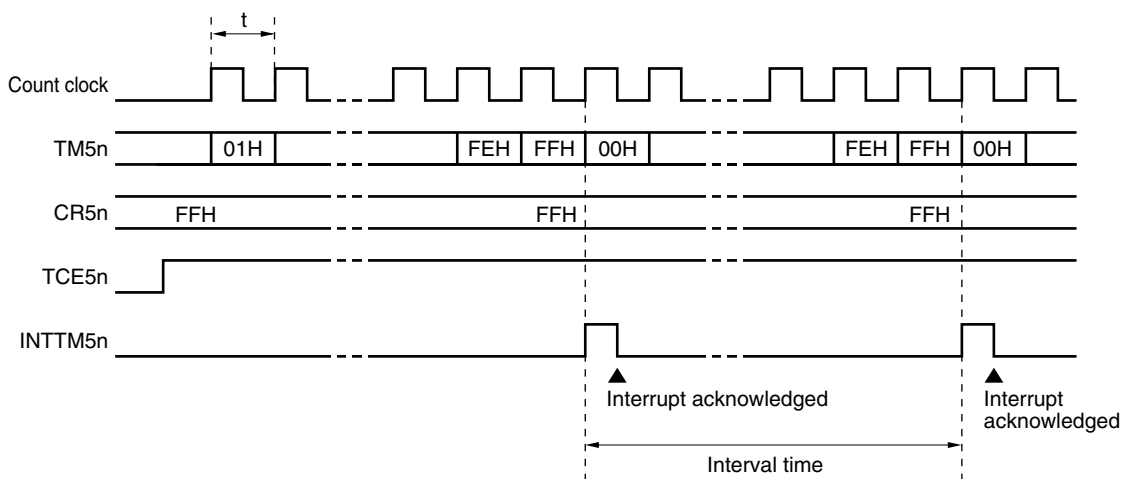 t
Count clock
TM5n 01H FEH FFH 00H FEH FFH 00H
CR5n FFH FFH FFH
TCE5n
INTTM5n
Interrupt acknowledged
Interrupt
acknowledged
Interval time